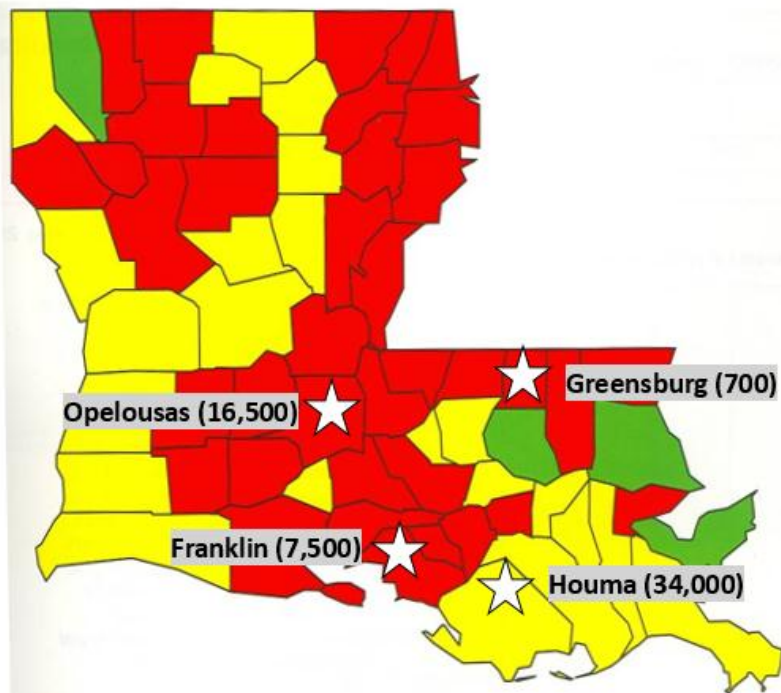 Greensburg (700)
Opelousas (16,500)
Franklin (7,500)
Houma (34,000)